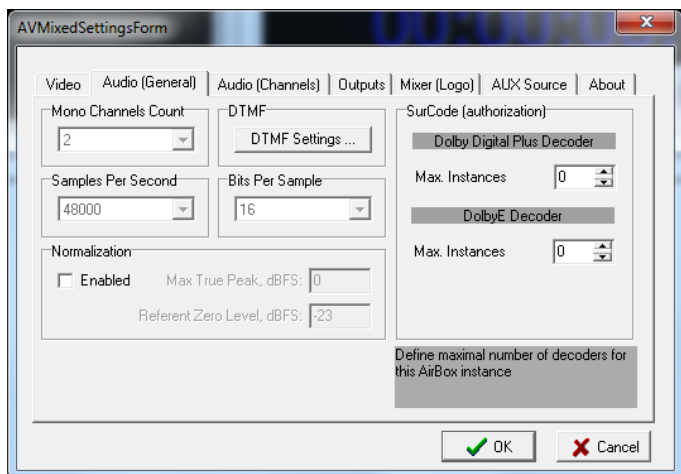 AVMixedSettingsForm
Video
Audio (General)
Audio (Channels)
Outputs
Mixer (Logo)
AUX Source
About
Mono Channels Count
2
DTMF
DTMF Settings ...
Samples Per Second
48000
Bits Per Sample
16
Normalization
Enabled
Max True Peak, dBFS:
0
Referent Zero Level, dBFS:
-23
SurCode (authorization)
Dolby Digital Plus Decoder
Max. Instances
0
DolbyE Decoder
Max. Instances
0
Define maximal number of decoders for
this AirBox instance
OK
Cancel